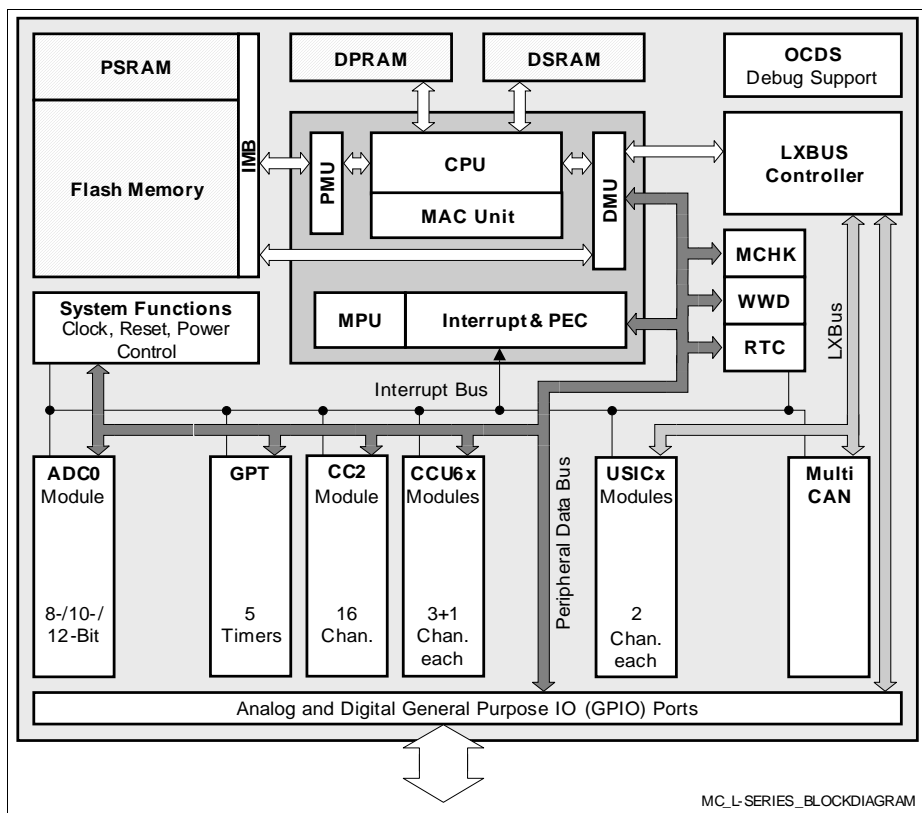 PSRAM
DPRAM
DSRAM
OCDS
Debug Support
IMB
Flash Memory
PMU
CPU
MAC Unit
DMU
LXBUS
Controller
MCHK
WWD
RTC
System Functions
Clock, Reset, Power
Control
MPU
Interrupt & PEC
LXBus
Interrupt Bus
ADC0
Module
8-/10-/
12-Bit
GPT
5
Timers
CC2
Module
16
Chan.
CCU6x
Modules
3+1
Chan.
each
Peripheral Data Bus
USICx
Modules
2
Chan.
each
Multi
CAN
Analog and Digital General Purpose IO (GPIO) Ports
MC_L-SERIES_BLOCKDIAGRAM